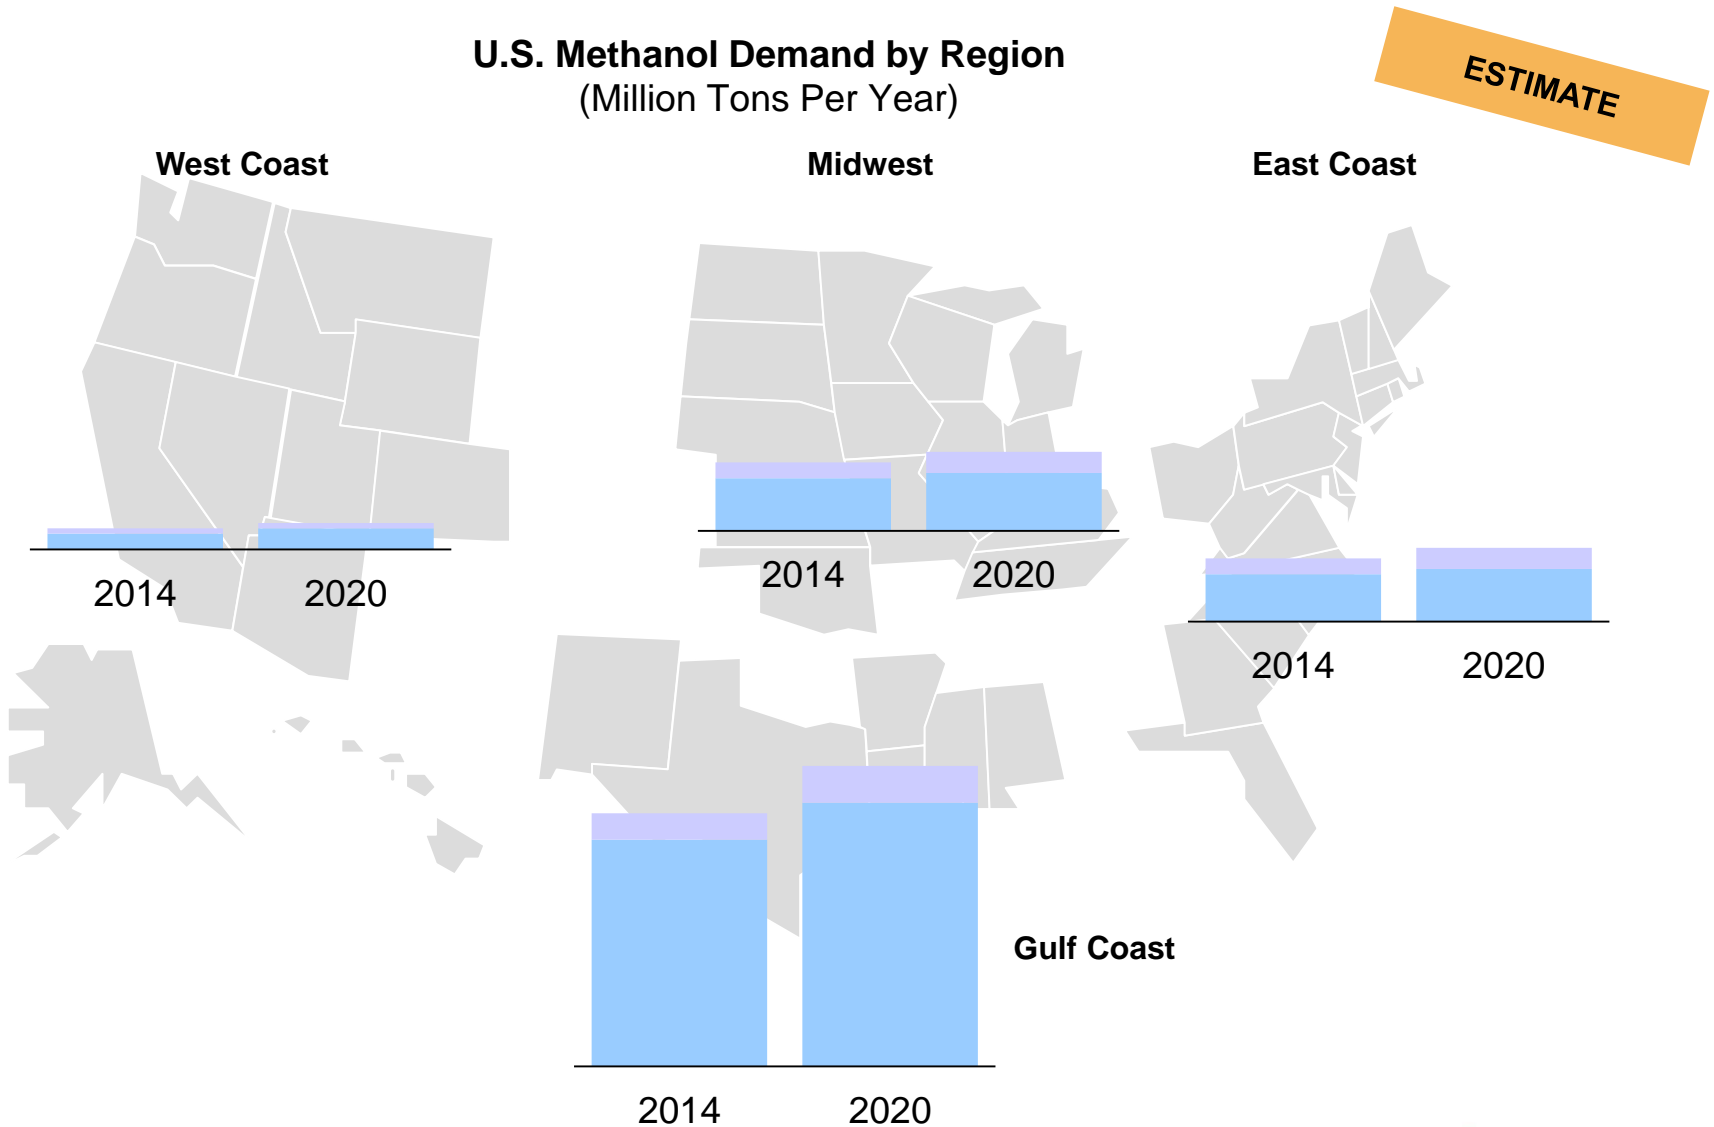 U.S. Methanol Demand by Region
(Million Tons Per Year)
ESTIMATE
West Coast
Midwest
East Coast
2014
2020
2014
2020
2014
2020
Gulf Coast
2014
2020